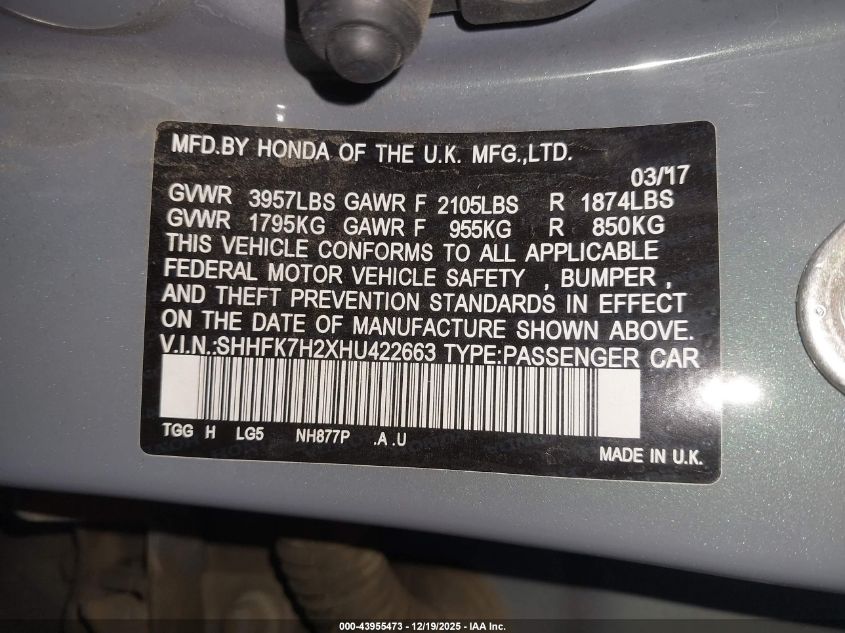 MFD.BY HONDA OF THE U.K. MFG.,LTD.
03/17
GVWR 3957LBS GAWR F 2105LBS R 1874LBS
GVWR 1795KG GAWR F 955KG R 850KG
THIS VEHICLE CONFORMS TO ALL APPLICABLE
FEDERAL MOTOR VEHICLE SAFETY , BUMPER ,
AND THEFT PREVENTION STANDARDS IN EFFECT
ON THE DATE OF MANUFACTURE SHOWN ABOVE.
V.I.N.:SHHFK7H2XHU422663 TYPE:PASSENGER CAR
TGG H LG5 NH877P .A .U
MADE IN U.K.
000-43955473 - 12/19/2025 - IAA Inc.